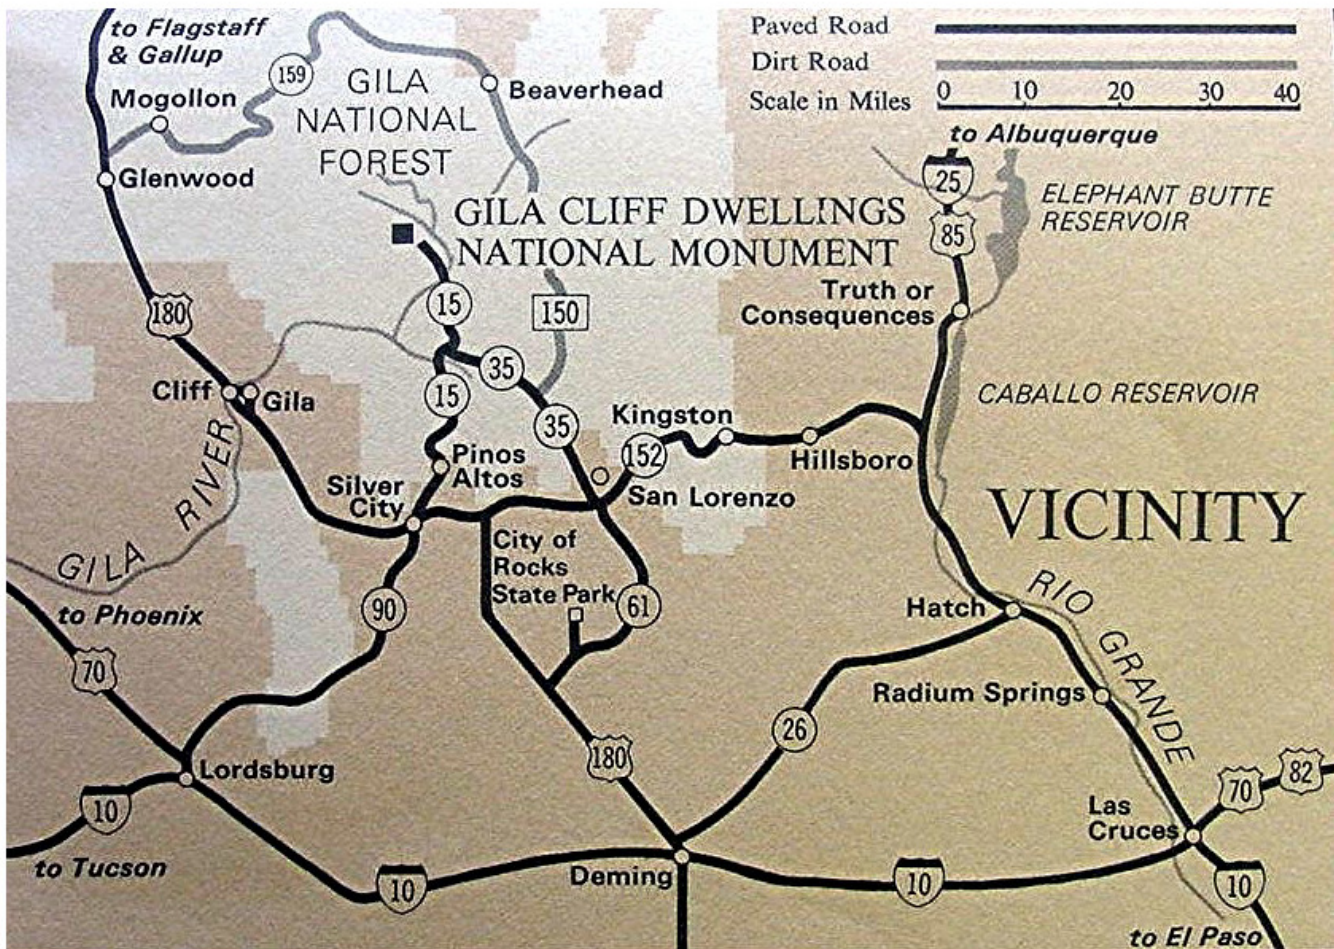 to Flagstaff
& Gallup
Paved Road
Dirt Road
Scale in Miles
0 10 20 30 40
159
Mogollon
GILA
NATIONAL
FOREST
Beaverhead
to Albuquerque
Glenwood
25
85
ELEPHANT BUTTE
RESERVOIR
GILA CLIFF DWELLINGS
NATIONAL MONUMENT
180
15
150
Truth or
Consequences
35
15
Cliff
Gila
35
Kingston
CABALLO RESERVOIR
152
Hillsboro
Pinos
Altos
Silver
City
San Lorenzo
VICINITY
GILA RIVER
City of
Rocks
State Park
90
61
to Phoenix
Hatch
RIO GRANDE
70
Radium Springs
26
180
Lordsburg
10
70
82
Las
Cruces
to Tucson
10
Deming
10
10
to El Paso